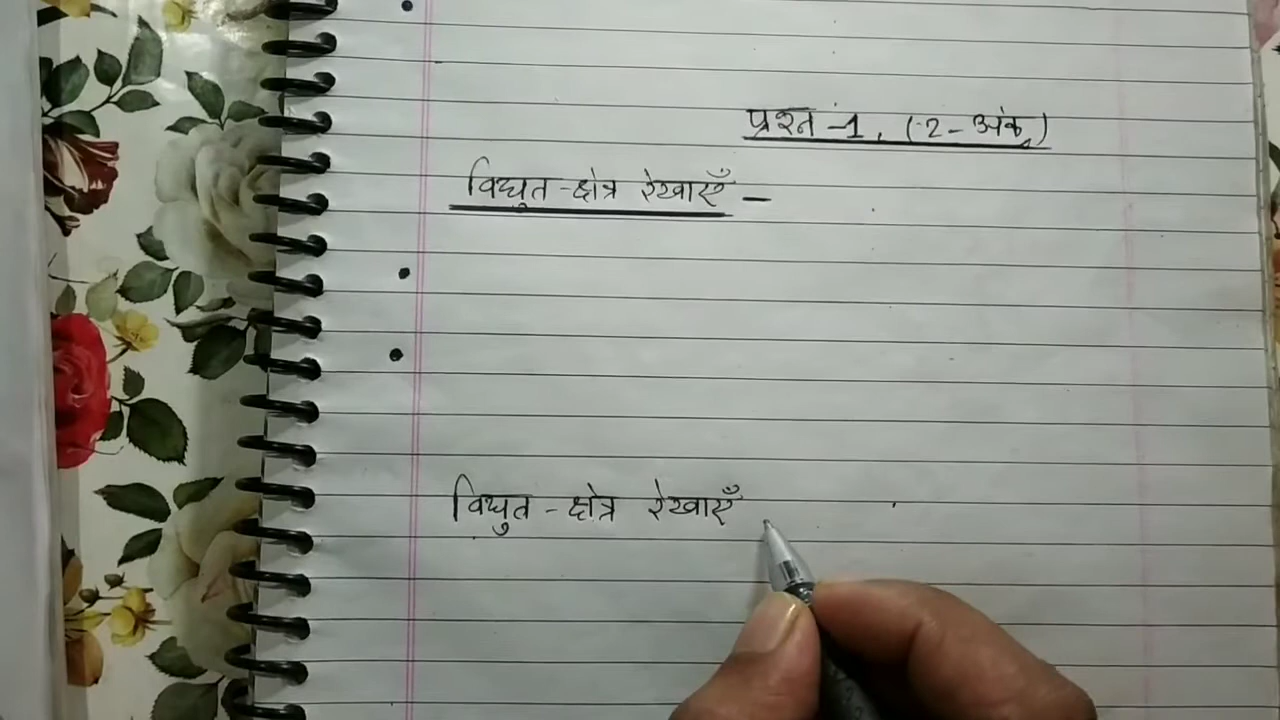 प्रश्न-1. (2-अंक)
विद्युत-क्षेत्र रेखाएँ -
विद्युत - क्षेत्र रेखाएँ